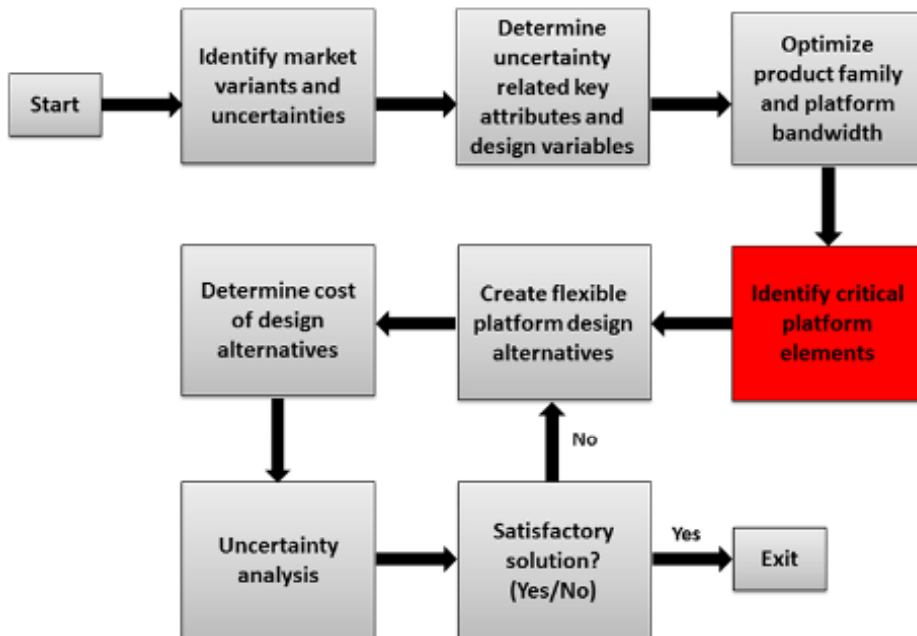 Start
Identify market
variants and
uncertainties
Determine
uncertainty
related key
attributes and
design variables
Optimize
product family
and platform
bandwidth
Identify critical
platform
elements
Create flexible
platform design
alternatives
Determine cost
of design
alternatives
Uncertainty
analysis
Satisfactory
solution?
(Yes/No)
No
Yes
Exit